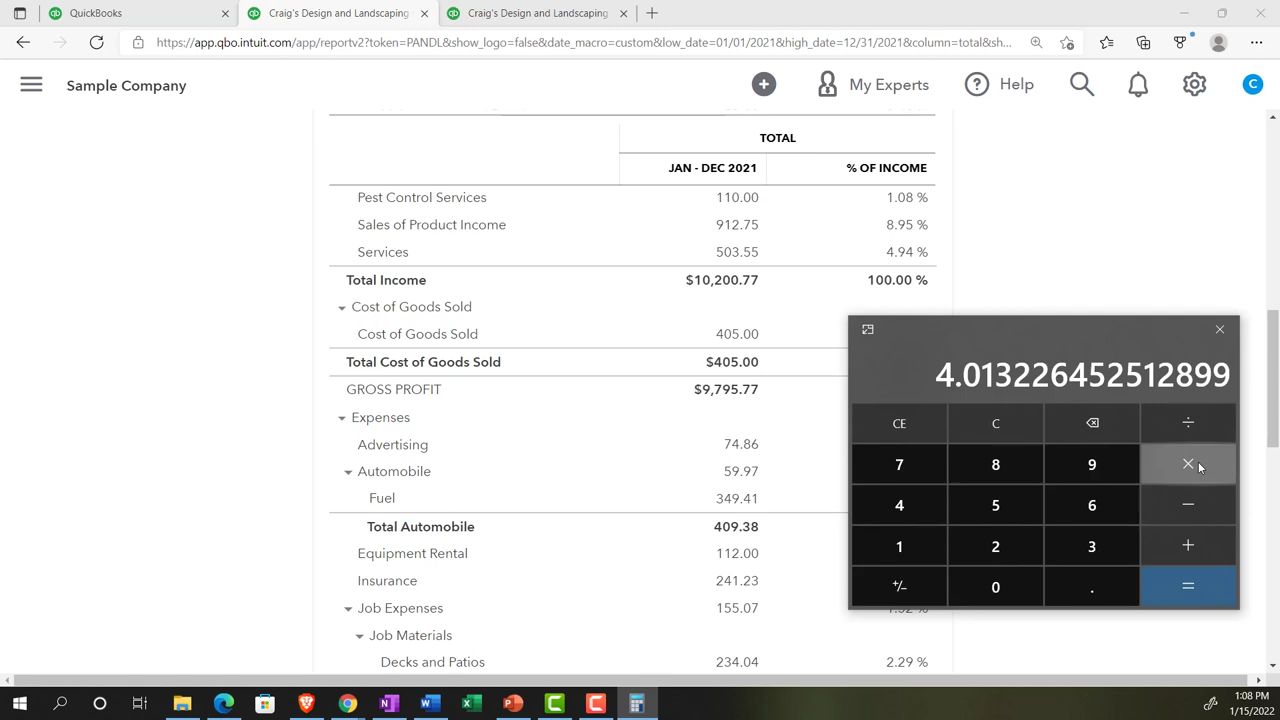 QuickBooks
Craig's Design and Landscaping
Craig's Design and Landscaping
https://app.qbo.intuit.com/app/reportv2?token=PANDL&show_logo=false&date_macro=custom&low_date=01/01/2021&high_date=12/31/2021&column=total&sh...
Sample Company
My Experts
Help
C
TOTAL
JAN - DEC 2021 % OF INCOME
Pest Control Services 110.00 1.08 %
Sales of Product Income 912.75 8.95 %
Services 503.55 4.94 %
Total Income $10,200.77 100.00 %
Cost of Goods Sold
Cost of Goods Sold 405.00
Total Cost of Goods Sold $405.00
GROSS PROFIT $9,795.77
Expenses
Advertising 74.86
Automobile 59.97
Fuel 349.41
Total Automobile 409.38
Equipment Rental 112.00
Insurance 241.23
Job Expenses 155.07
Job Materials
Decks and Patios 234.04 2.29 %
4.013226452512899
CE C ÷
7 8 9 ×
4 5 6 −
1 2 3 +
+/− 0 . =
1:08 PM
1/15/2022